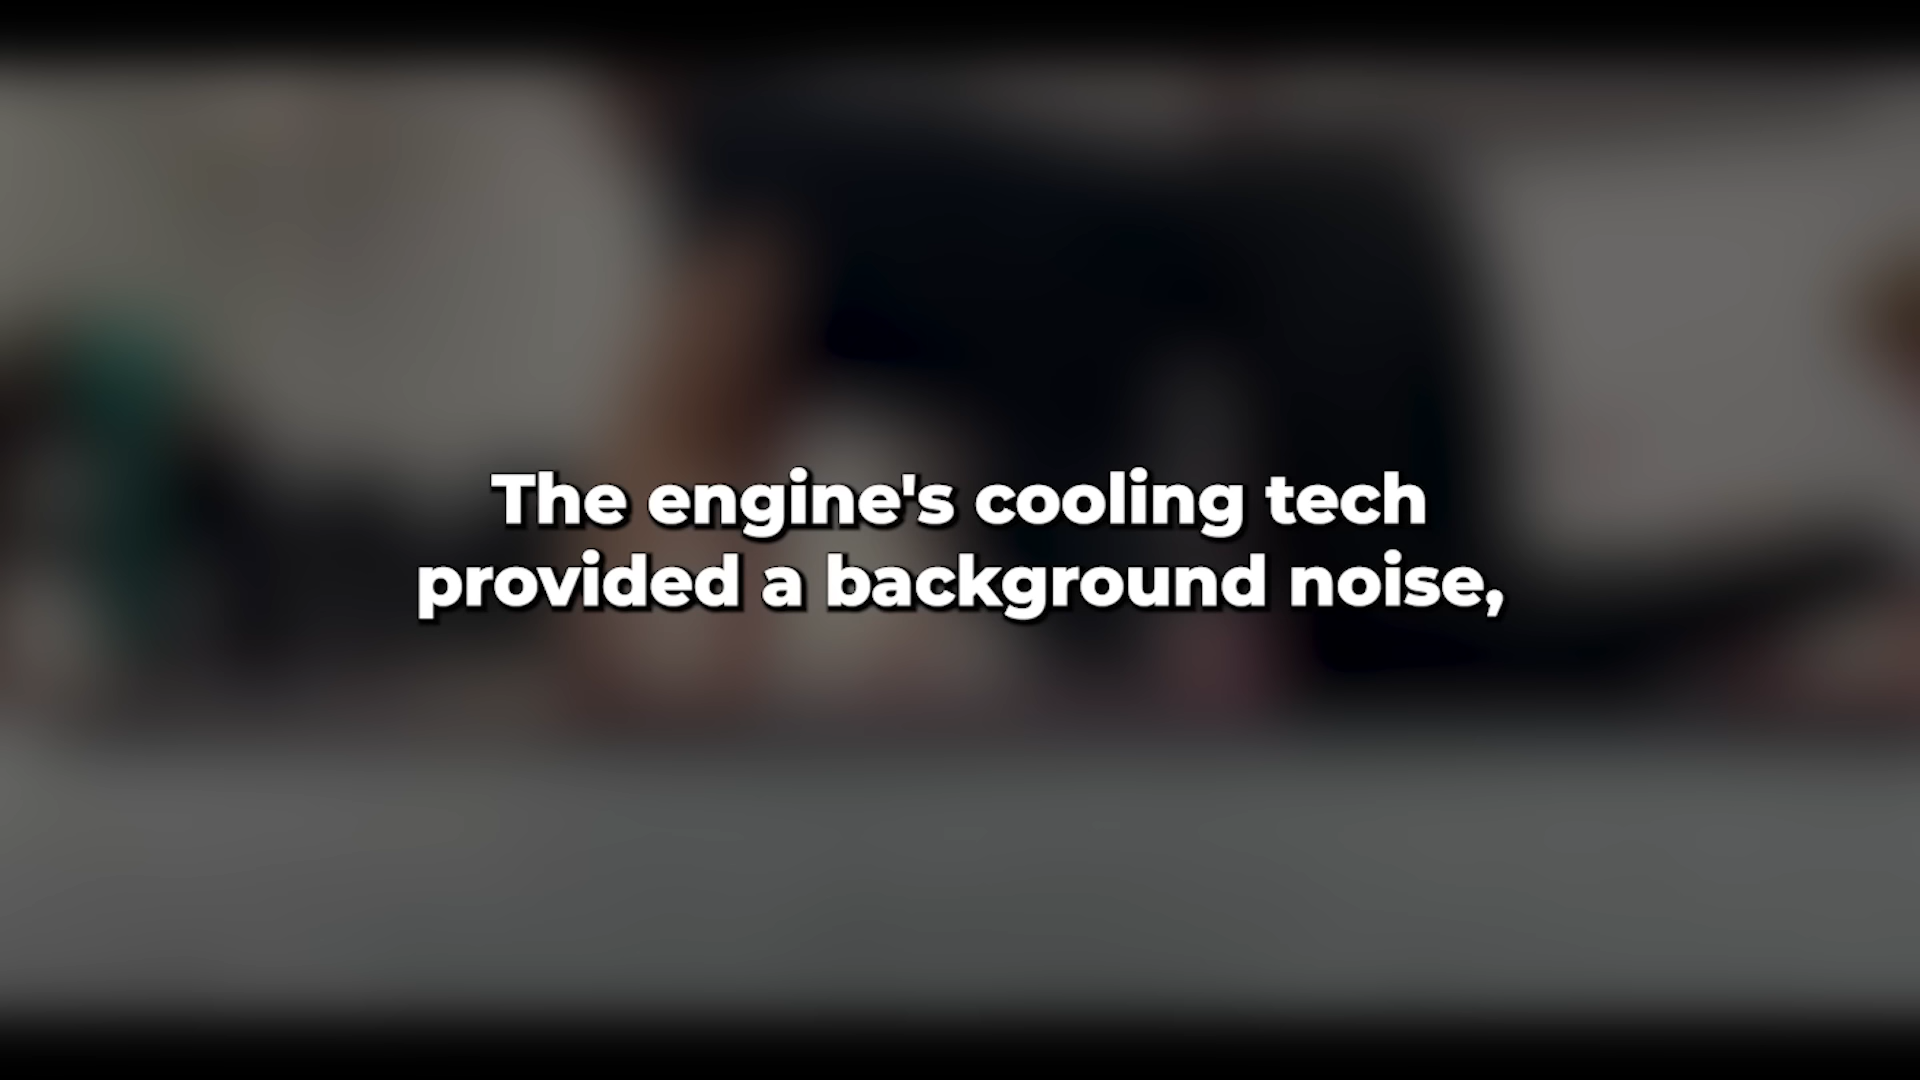 The engine's cooling tech
provided a background noise,